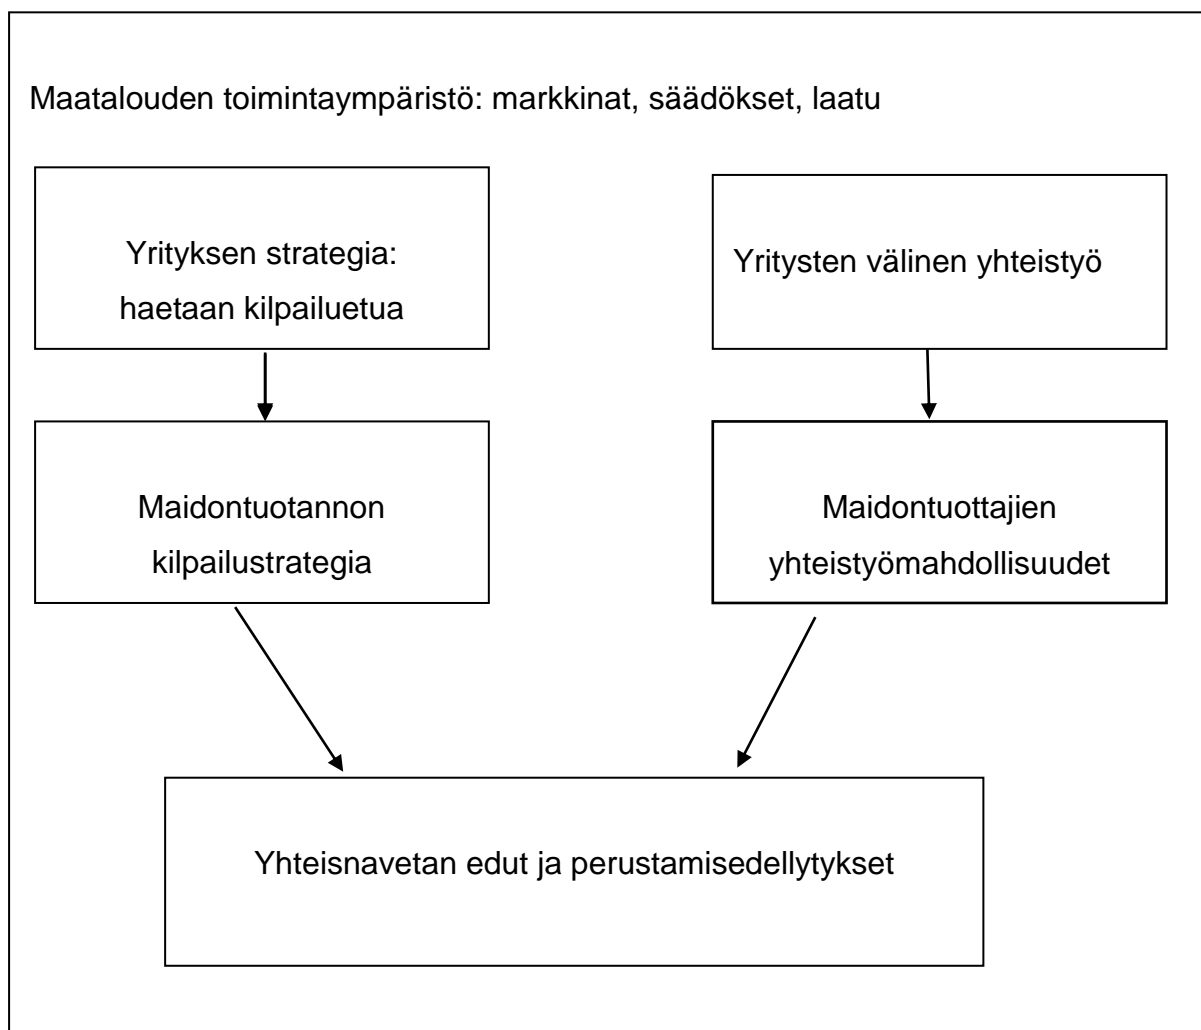 Maatalouden toimintaympäristö: markkinat, säädökset, laatu
Yrityksen strategia:
haetaan kilpailuetua
Yritysten välinen yhteistyö
Maidontuotannon
kilpailustrategia
Maidontuottajien
yhteistyömahdollisuudet
Yhteisnavetan edut ja perustamisedellytykset